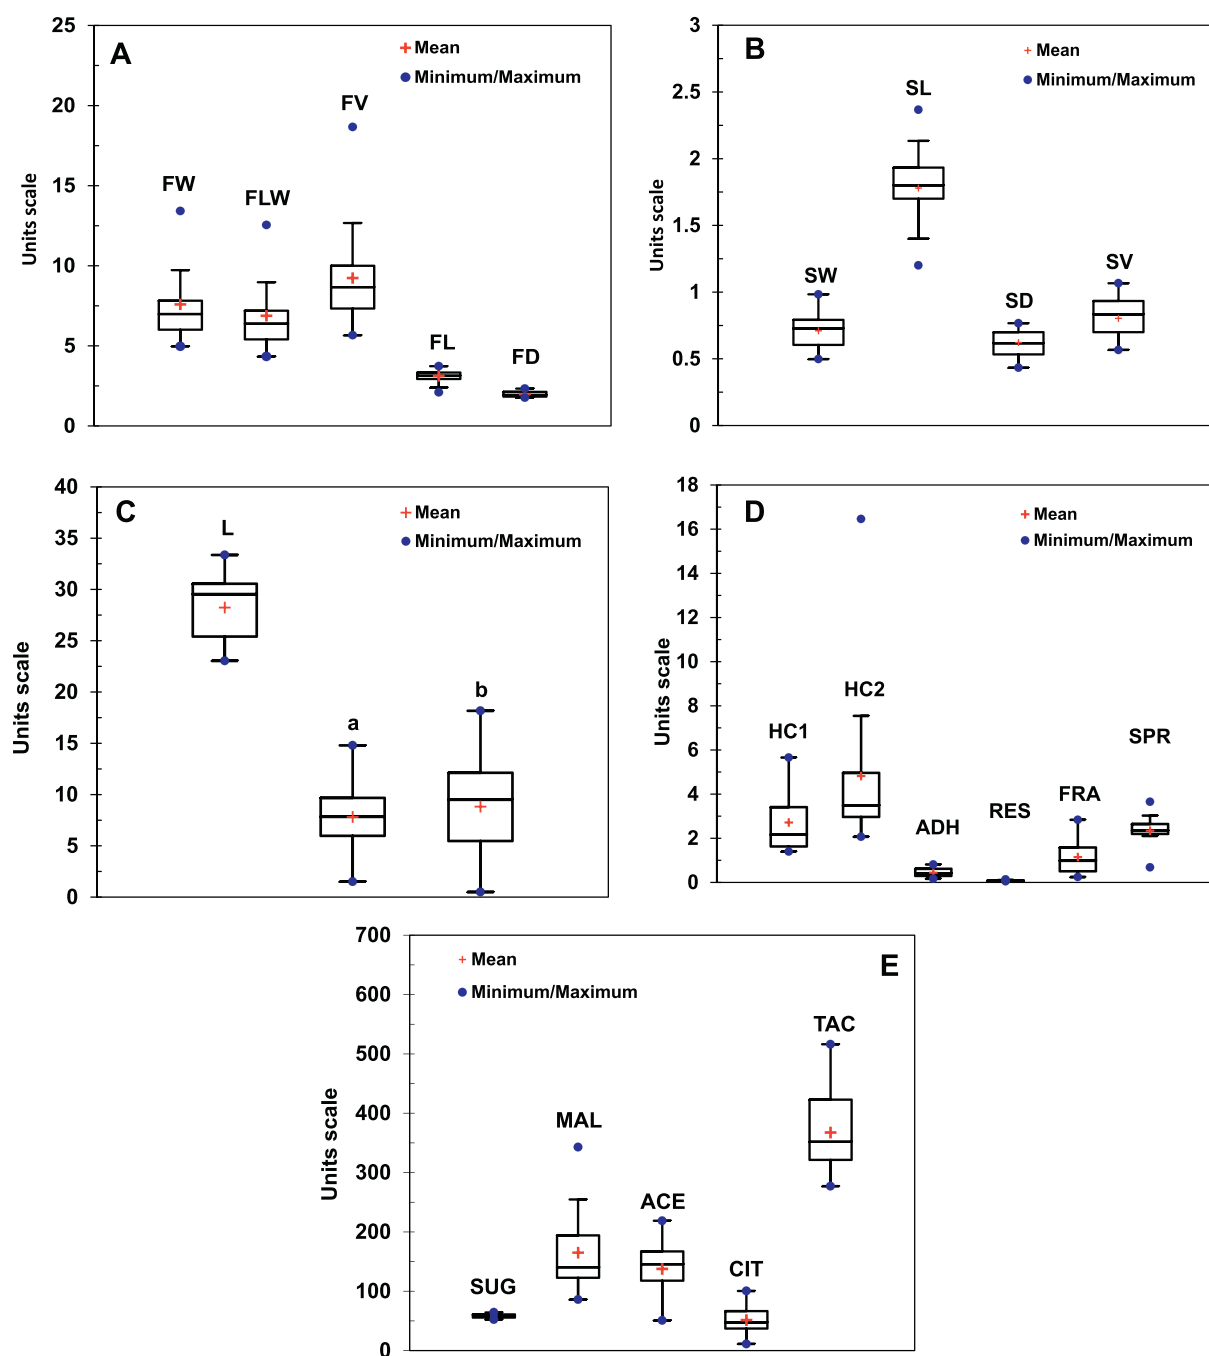 A
Mean
Minimum/Maximum
FW
FLW
FV
FL
FD
Units scale
25
20
15
10
5
0
B
Mean
Minimum/Maximum
SW
SL
SD
SV
Units scale
3
2.5
2
1.5
1
0.5
0
C
Mean
Minimum/Maximum
L
a
b
Units scale
40
35
30
25
20
15
10
5
0
D
Mean
Minimum/Maximum
HC1
HC2
ADH
RES
FRA
SPR
Units scale
18
16
14
12
10
8
6
4
2
0
E
Mean
Minimum/Maximum
SUG
MAL
ACE
CIT
TAC
Units scale
700
600
500
400
300
200
100
0